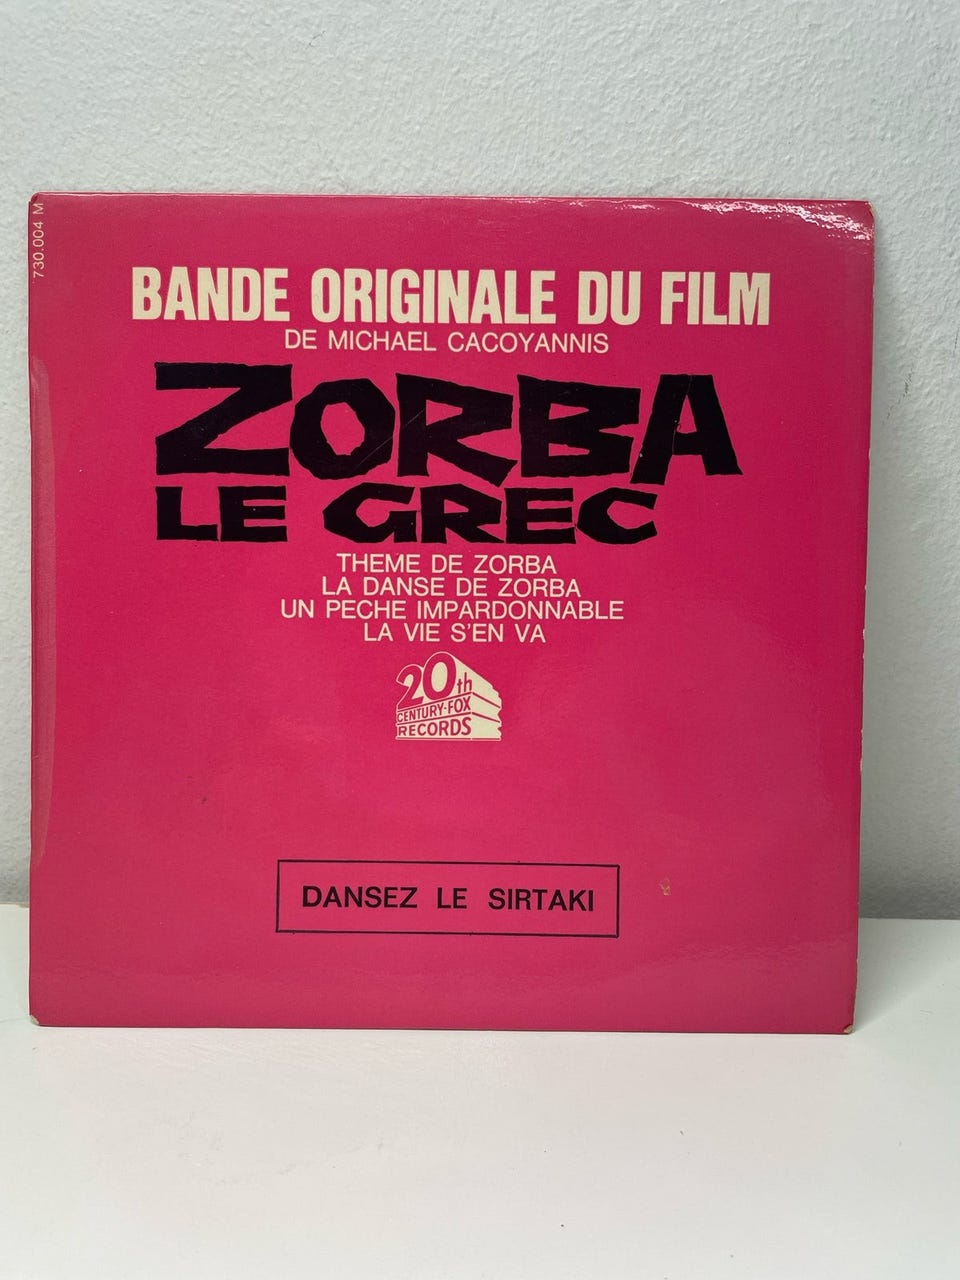 730.004 M
BANDE ORIGINALE DU FILM
DE MICHAEL CACOYANNIS
ZORBA
LE GREC
THEME DE ZORBA
LA DANSE DE ZORBA
UN PECHE IMPARDONNABLE
LA VIE S'EN VA
20th
CENTURY-FOX
RECORDS
DANSEZ LE SIRTAKI